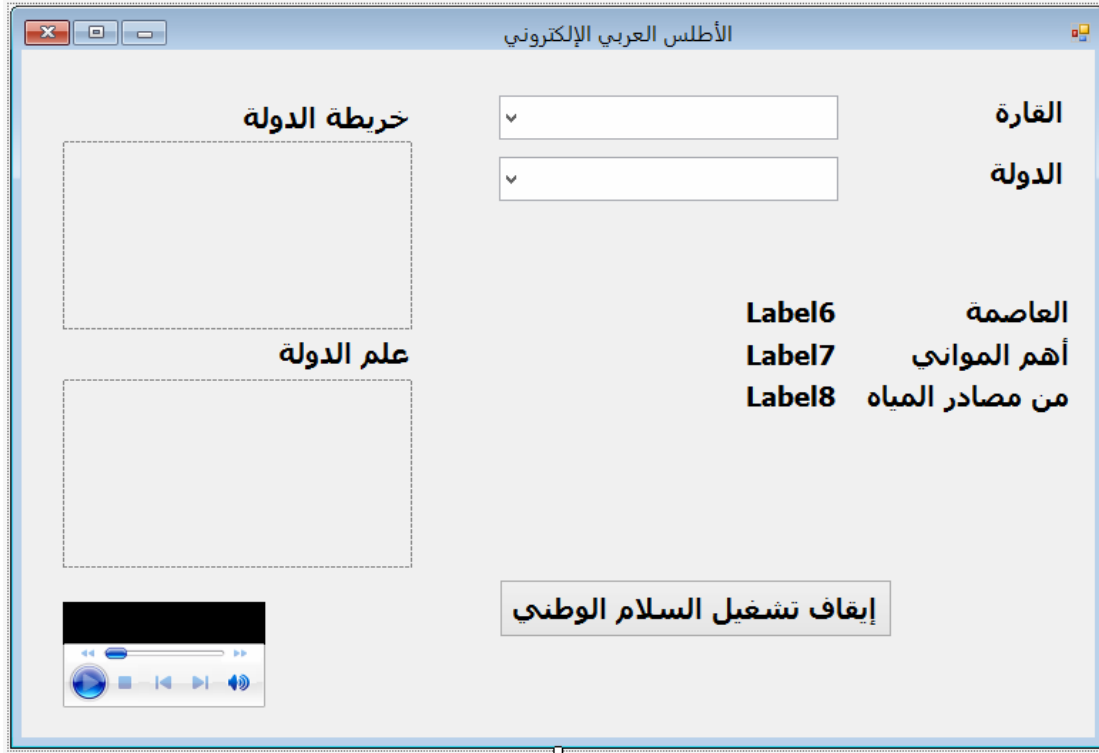 الأطلس العربي الإلكتروني
القارة
الدولة
العاصمة Label6
أهم المواني Label7
من مصادر المياه Label8
إيقاف تشغيل السلام الوطني
خريطة الدولة
علم الدولة